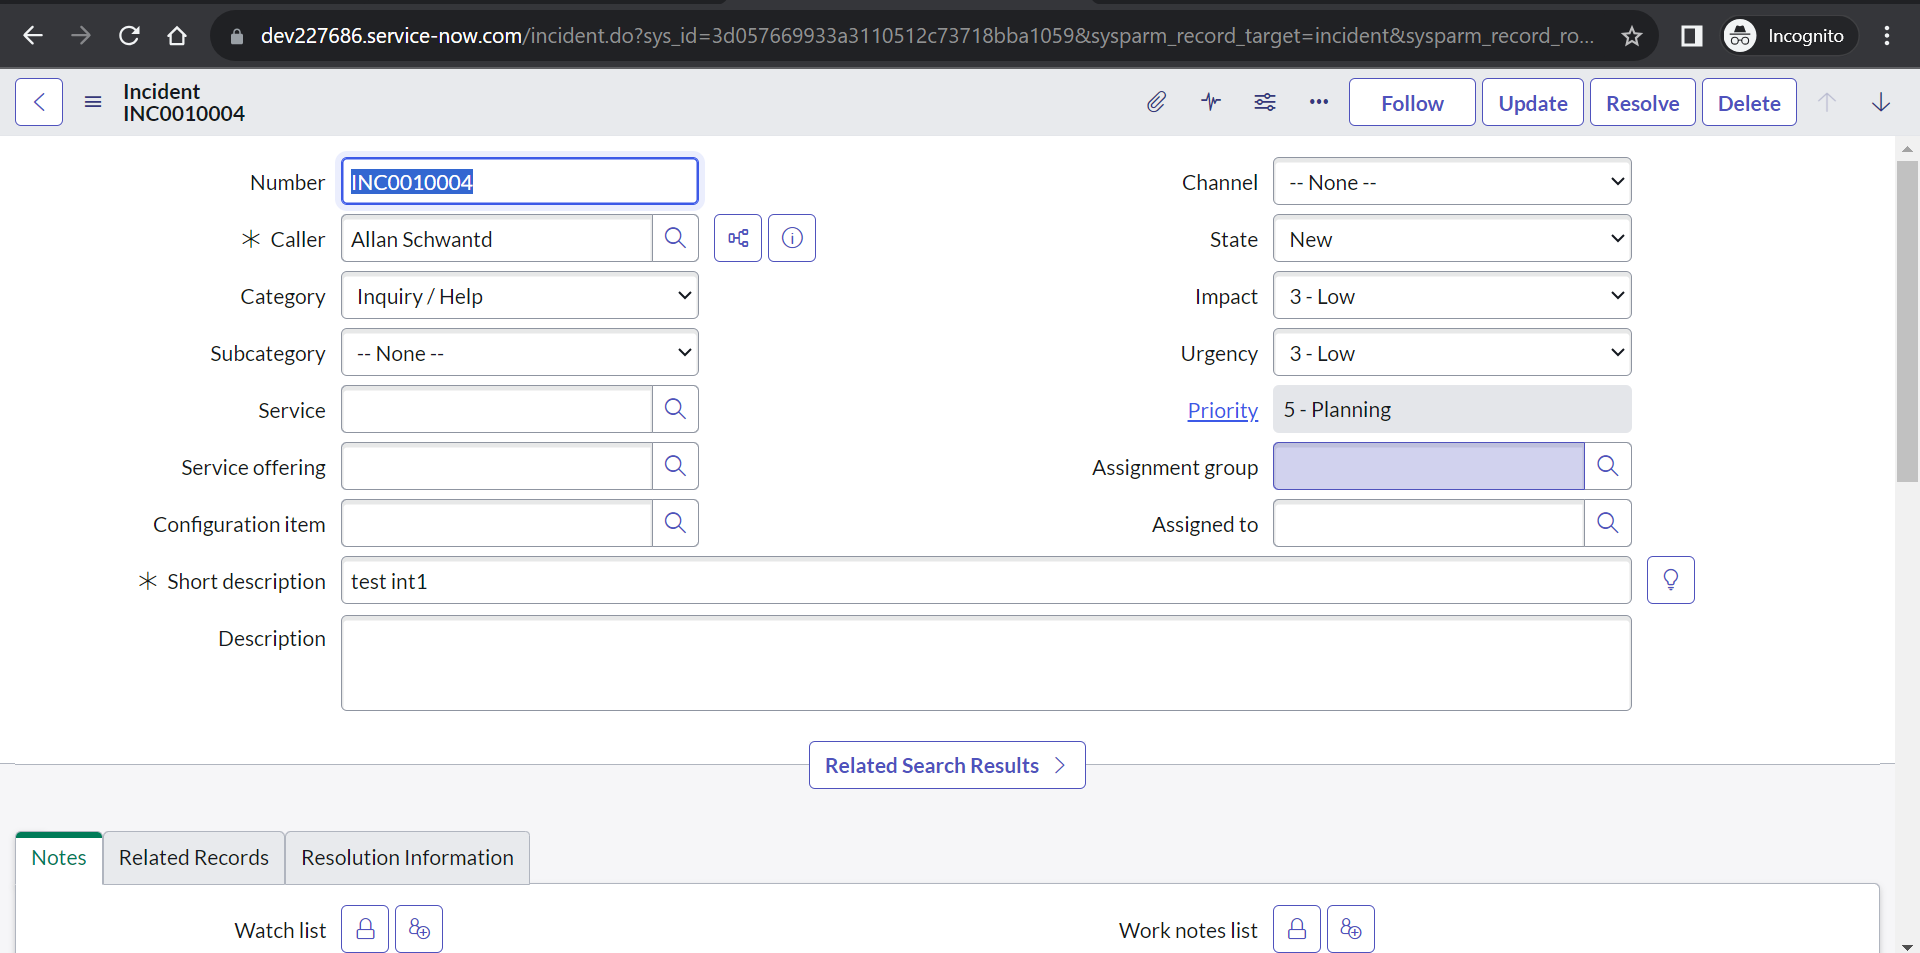 dev227686.service-now.com/incident.do?sys_id=3d057669933a3110512c73718bba1059&sysparm_record_target=incident&sysparm_record_ro...
Incognito
Incident
INC0010004
Follow
Update
Resolve
Delete
Number
INC0010004
Channel
-- None --
Caller
Allan Schwantd
State
New
Category
Inquiry / Help
Impact
3 - Low
Subcategory
-- None --
Urgency
3 - Low
Service
Priority
5 - Planning
Service offering
Assignment group
Configuration item
Assigned to
Short description
test int1
Description
Related Search Results
Notes
Related Records
Resolution Information
Watch list
Work notes list